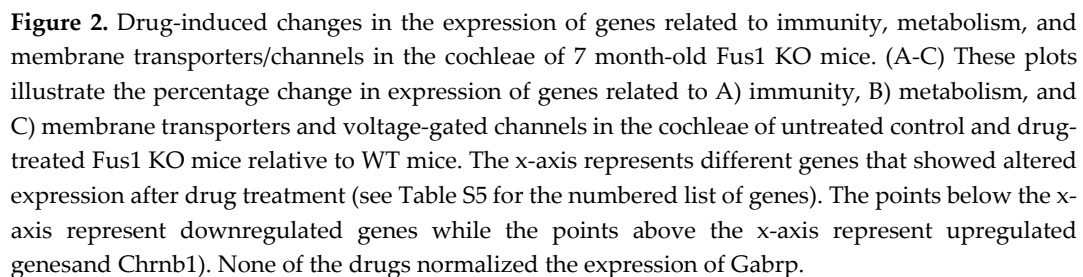 Figure 2. Drug-induced changes in the expression of genes related to immunity, metabolism, and
membrane transporters/channels in the cochleae of 7 month-old Fus1 KO mice. (A-C) These plots
illustrate the percentage change in expression of genes related to A) immunity, B) metabolism, and
C) membrane transporters and voltage-gated channels in the cochleae of untreated control and drug-
treated Fus1 KO mice relative to WT mice. The x-axis represents different genes that showed altered
expression after drug treatment (see Table S5 for the numbered list of genes). The points below the x-
axis represent downregulated genes while the points above the x-axis represent upregulated
genesand Chrnb1). None of the drugs normalized the expression of Gabrp.